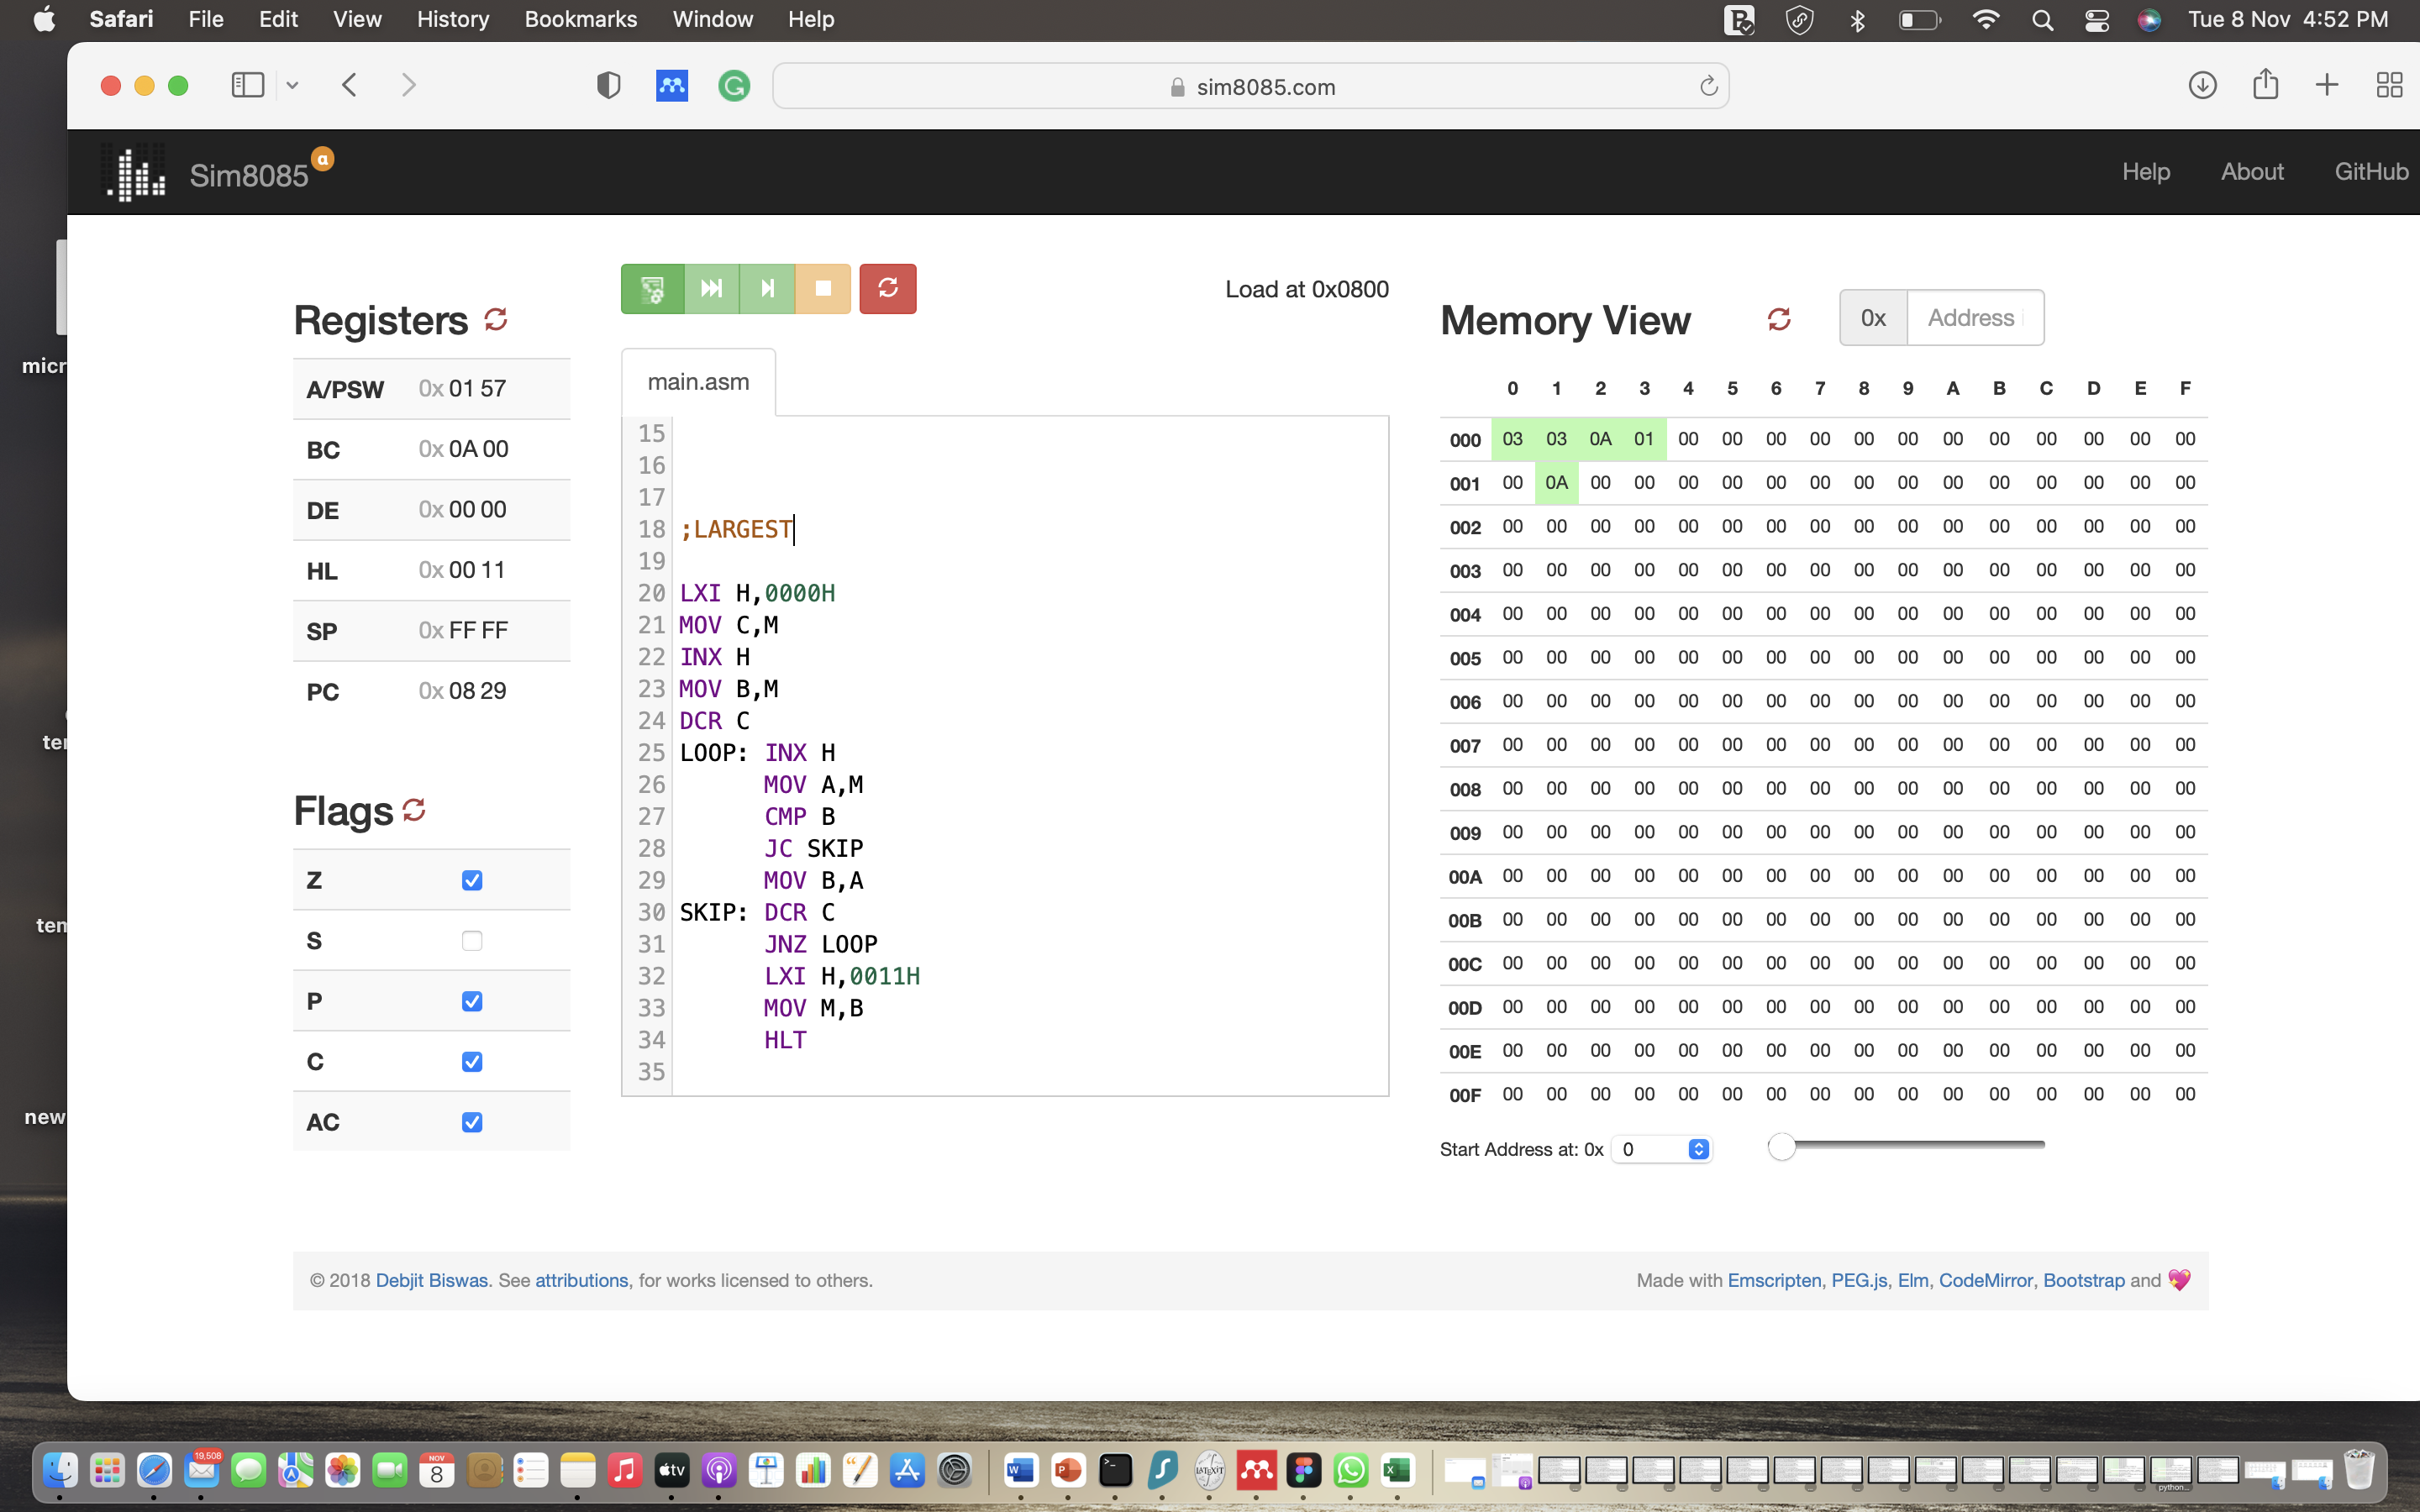 Safari File Edit View History Bookmarks Window Help Tue 8 Nov 4:52 PM
sim8085.com
Sim8085 α Help About GitHub
Load at 0x0800
Registers
A/PSW 0x 01 57
BC 0x 0A 00
DE 0x 00 00
HL 0x 00 11
SP 0x FF FF
PC 0x 08 29
Flags
Z
S
P
C
AC
main.asm
15
16
17
18 ;LARGEST
19
20 LXI H,0000H
21 MOV C,M
22 INX H
23 MOV B,M
24 DCR C
25 LOOP: INX H
26 MOV A,M
27 CMP B
28 JC SKIP
29 MOV B,A
30 SKIP: DCR C
31 JNZ LOOP
32 LXI H,0011H
33 MOV M,B
34 HLT
35
Memory View 0x Address
0 1 2 3 4 5 6 7 8 9 A B C D E F
000 03 03 0A 01 00 00 00 00 00 00 00 00 00 00 00 00
001 00 0A 00 00 00 00 00 00 00 00 00 00 00 00 00 00
002 00 00 00 00 00 00 00 00 00 00 00 00 00 00 00 00
003 00 00 00 00 00 00 00 00 00 00 00 00 00 00 00 00
004 00 00 00 00 00 00 00 00 00 00 00 00 00 00 00 00
005 00 00 00 00 00 00 00 00 00 00 00 00 00 00 00 00
006 00 00 00 00 00 00 00 00 00 00 00 00 00 00 00 00
007 00 00 00 00 00 00 00 00 00 00 00 00 00 00 00 00
008 00 00 00 00 00 00 00 00 00 00 00 00 00 00 00 00
009 00 00 00 00 00 00 00 00 00 00 00 00 00 00 00 00
00A 00 00 00 00 00 00 00 00 00 00 00 00 00 00 00 00
00B 00 00 00 00 00 00 00 00 00 00 00 00 00 00 00 00
00C 00 00 00 00 00 00 00 00 00 00 00 00 00 00 00 00
00D 00 00 00 00 00 00 00 00 00 00 00 00 00 00 00 00
00E 00 00 00 00 00 00 00 00 00 00 00 00 00 00 00 00
00F 00 00 00 00 00 00 00 00 00 00 00 00 00 00 00 00
Start Address at: 0x 0
© 2018 Debjit Biswas. See attributions, for works licensed to others.
Made with Emscripten, PEG.js, Elm, CodeMirror, Bootstrap and
micr
ter
tem
new
19,508
NOV
8
tv
python...